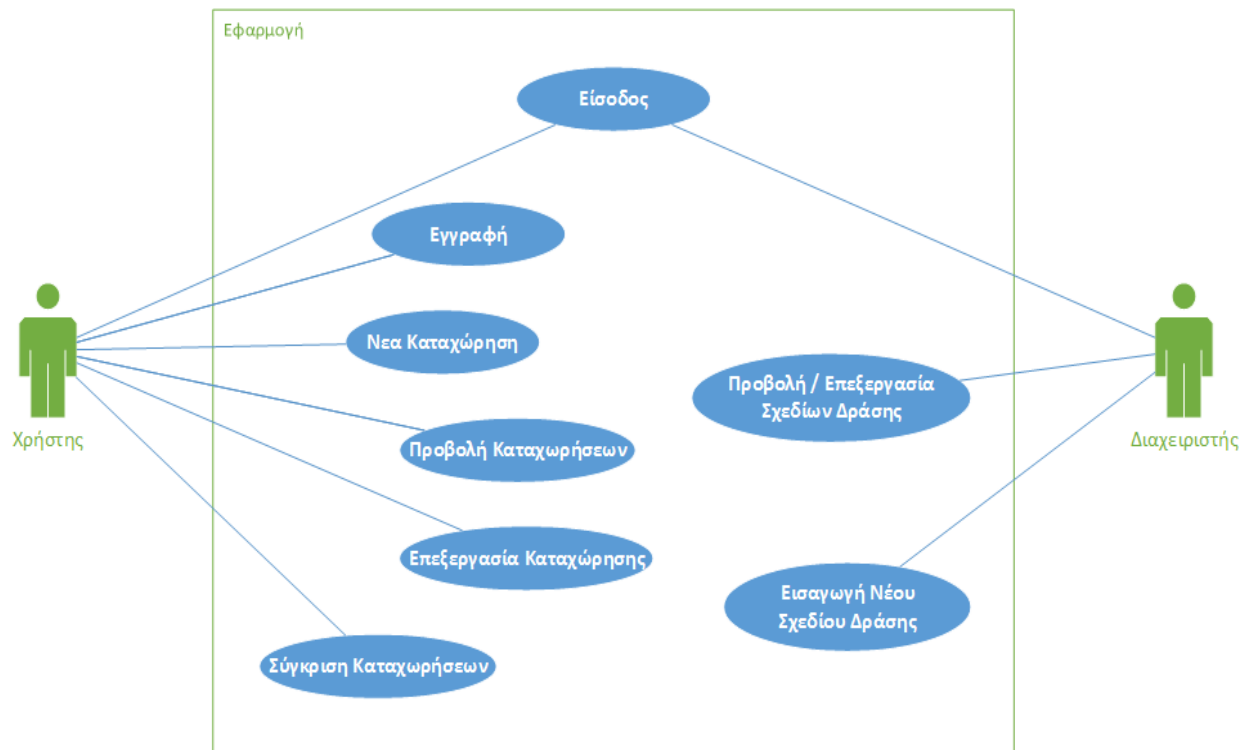 Εφαρμογή
Είσοδος
Εγγραφή
Νεα Καταχώρηση
Προβολή / Επεξεργασία
Σχεδίων Δράσης
Χρήστης
Διαχειριστής
Προβολή Καταχωρήσεων
Επεξεργασία Καταχώρησης
Εισαγωγή Νέου
Σχεδίου Δράσης
Σύγκριση Καταχωρήσεων